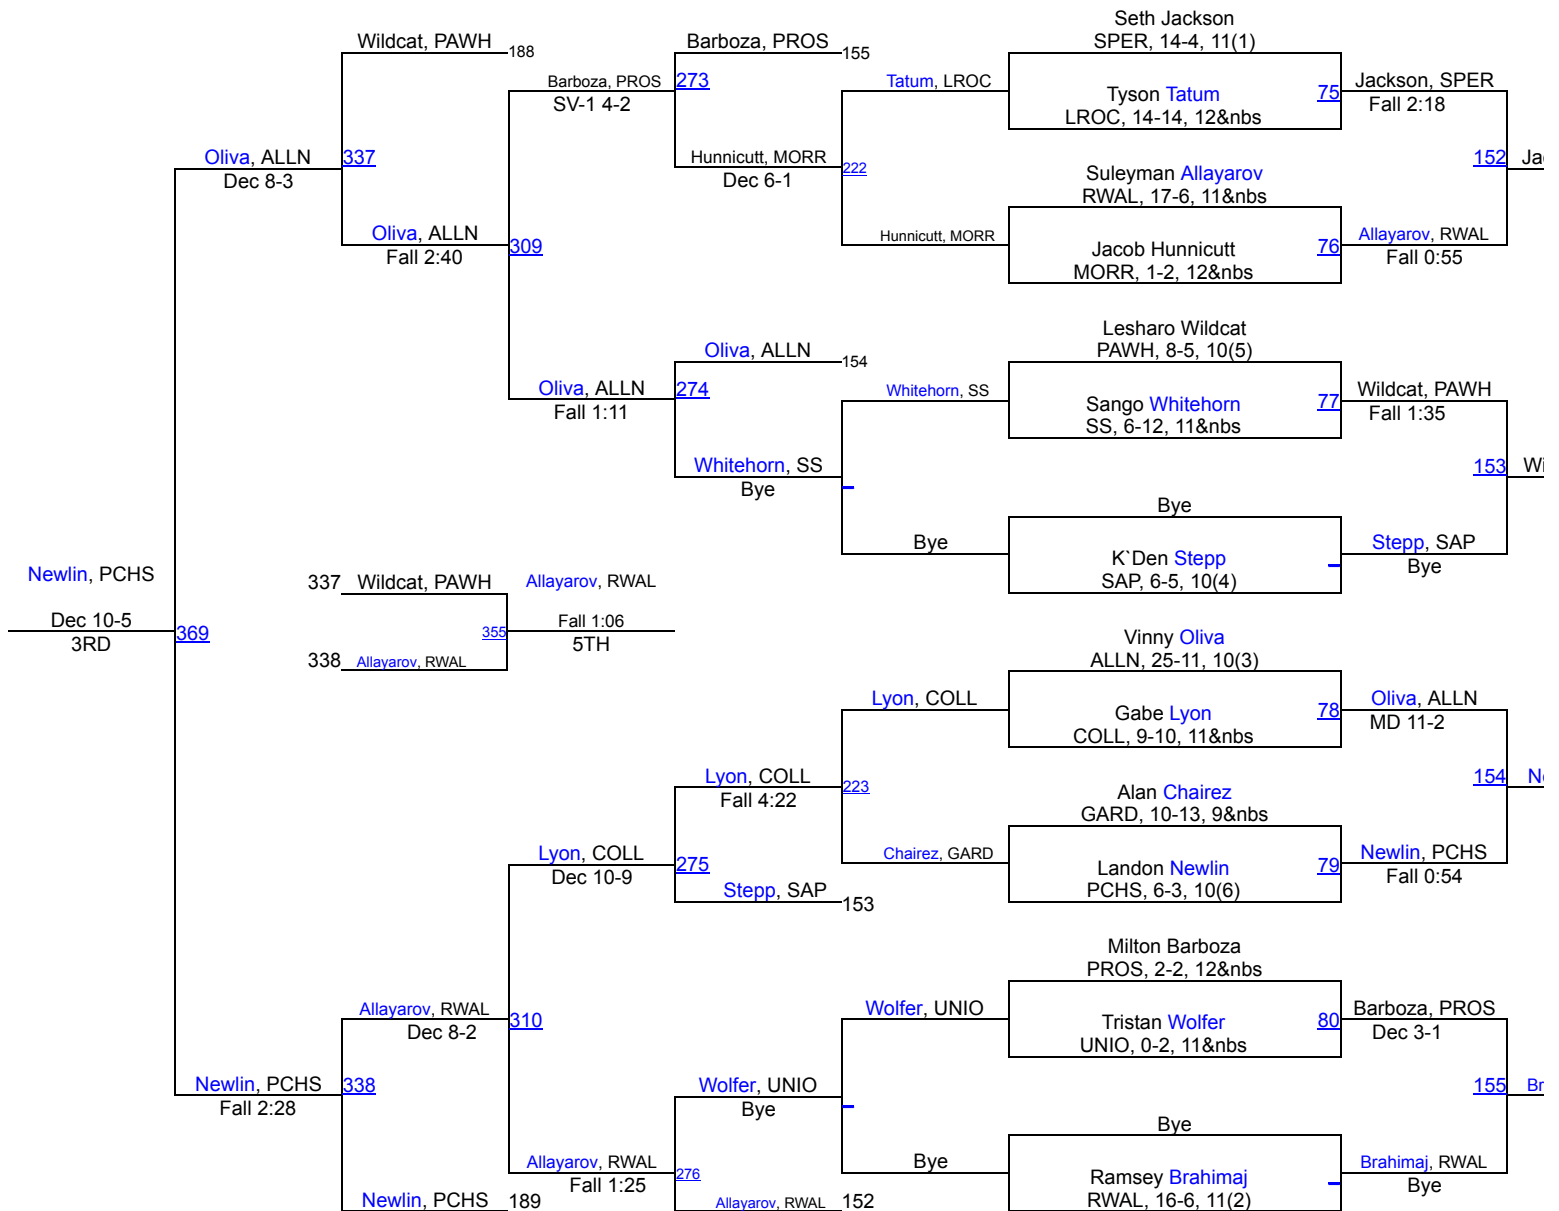 Seth Jackson
Wildcat, PAWH 188
Barboza, PROS 155
SPER, 14-4, 11(1)
Barboza, PROS 273
Tatum, LROC
Tyson Tatum 75
Jackson, SPER
SV-1 4-2
LROC, 14-14, 12&nbs
Fall 2:18
Oliva, ALLN 337
Hunnicutt, MORR 222
152
Dec 8-3
Dec 6-1
Suleyman Allayarov
RWAL, 17-6, 11&nbs
Oliva, ALLN 309
Hunnicutt, MORR
Jacob Hunnicutt 76
Allayarov, RWAL
Fall 2:40
MORR, 1-2, 12&nbs
Fall 0:55
Lesharo Wildcat
Oliva, ALLN 154
PAWH, 8-5, 10(5)
Oliva, ALLN 274
Whitehorn, SS
Sango Whitehorn 77
Wildcat, PAWH
Fall 1:11
SS, 6-12, 11&nbs
Fall 1:35
Whitehorn, SS
153
Bye
Bye
Bye
K`Den Stepp
Stepp, SAP
SAP, 6-5, 10(4)
Bye
Newlin, PCHS
337 Wildcat, PAWH
Allayarov, RWAL
Dec 10-5
369
355
Fall 1:06
3RD
5TH
338 Allayarov, RWAL
Vinny Oliva
ALLN, 25-11, 10(3)
Lyon, COLL
Gabe Lyon 78
Oliva, ALLN
COLL, 9-10, 11&nbs
MD 11-2
Lyon, COLL 223
154
Fall 4:22
Alan Chairez
GARD, 10-13, 9&nbs
Lyon, COLL 275
Chairez, GARD
Landon Newlin 79
Newlin, PCHS
Dec 10-9
PCHS, 6-3, 10(6)
Fall 0:54
Stepp, SAP 153
Milton Barboza
PROS, 2-2, 12&nbs
Allayarov, RWAL 310
Wolfer, UNIO
Tristan Wolfer 80
Barboza, PROS
Dec 8-2
UNIO, 0-2, 11&nbs
Dec 3-1
Newlin, PCHS 338
Wolfer, UNIO
155
Fall 2:28
Bye
Bye
Allayarov, RWAL 276
Bye
Ramsey Brahimaj
Brahimaj, RWAL
Fall 1:25
RWAL, 16-6, 11(2)
Bye
Newlin, PCHS 189
Allayarov, RWAL 152